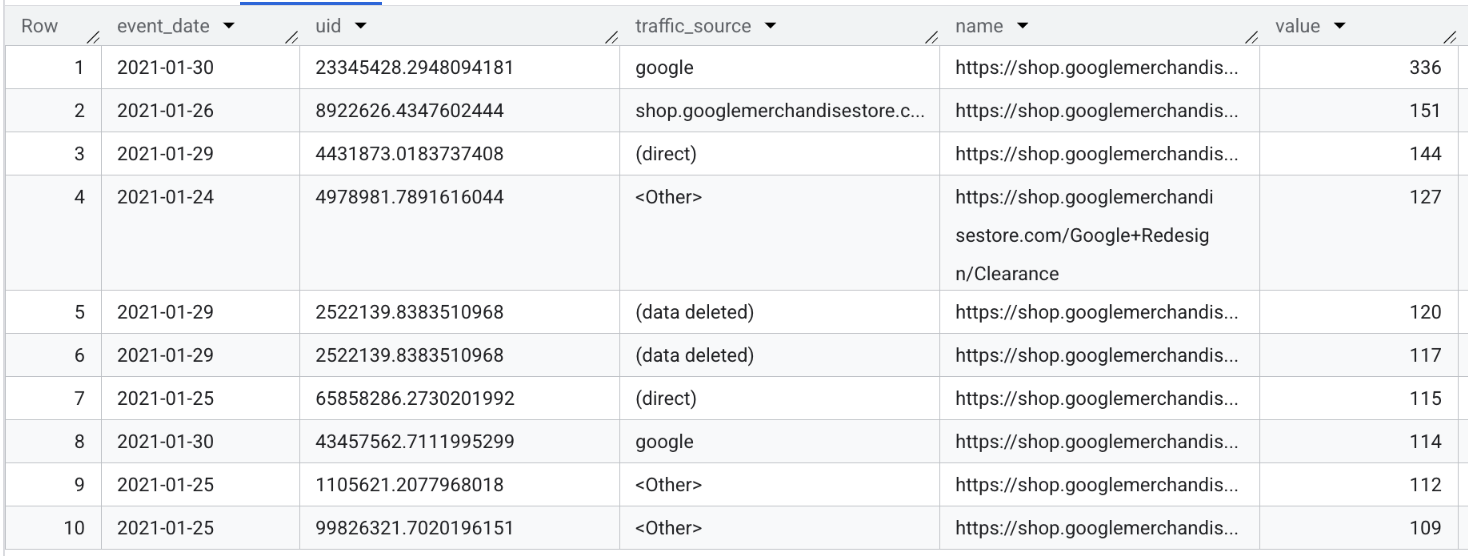 Row event_date uid traffic_source name value
1 2021-01-30 23345428.2948094181 google https://shop.googlemerchandis... 336
2 2021-01-26 8922626.4347602444 shop.googlemerchandisestore.c... https://shop.googlemerchandis... 151
3 2021-01-29 4431873.0183737408 (direct) https://shop.googlemerchandis... 144
4 2021-01-24 4978981.7891616044 <Other> https://shop.googlemerchandi 127
sestore.com/Google+Redesig
n/Clearance
5 2021-01-29 2522139.8383510968 (data deleted) https://shop.googlemerchandis... 120
6 2021-01-29 2522139.8383510968 (data deleted) https://shop.googlemerchandis... 117
7 2021-01-25 65858286.2730201992 (direct) https://shop.googlemerchandis... 115
8 2021-01-30 43457562.7111995299 google https://shop.googlemerchandis... 114
9 2021-01-25 1105621.2077968018 <Other> https://shop.googlemerchandis... 112
10 2021-01-25 99826321.7020196151 <Other> https://shop.googlemerchandis... 109